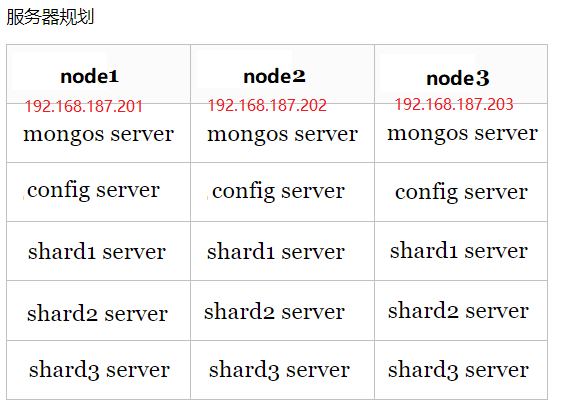 服务器规划
node1 node2 node3
192.168.187.201 192.168.187.202 192.168.187.203
mongos server mongos server mongos server
config server config server config server
shard1 server shard1 server shard1 server
shard2 server shard2 server shard2 server
shard3 server shard3 server shard3 server